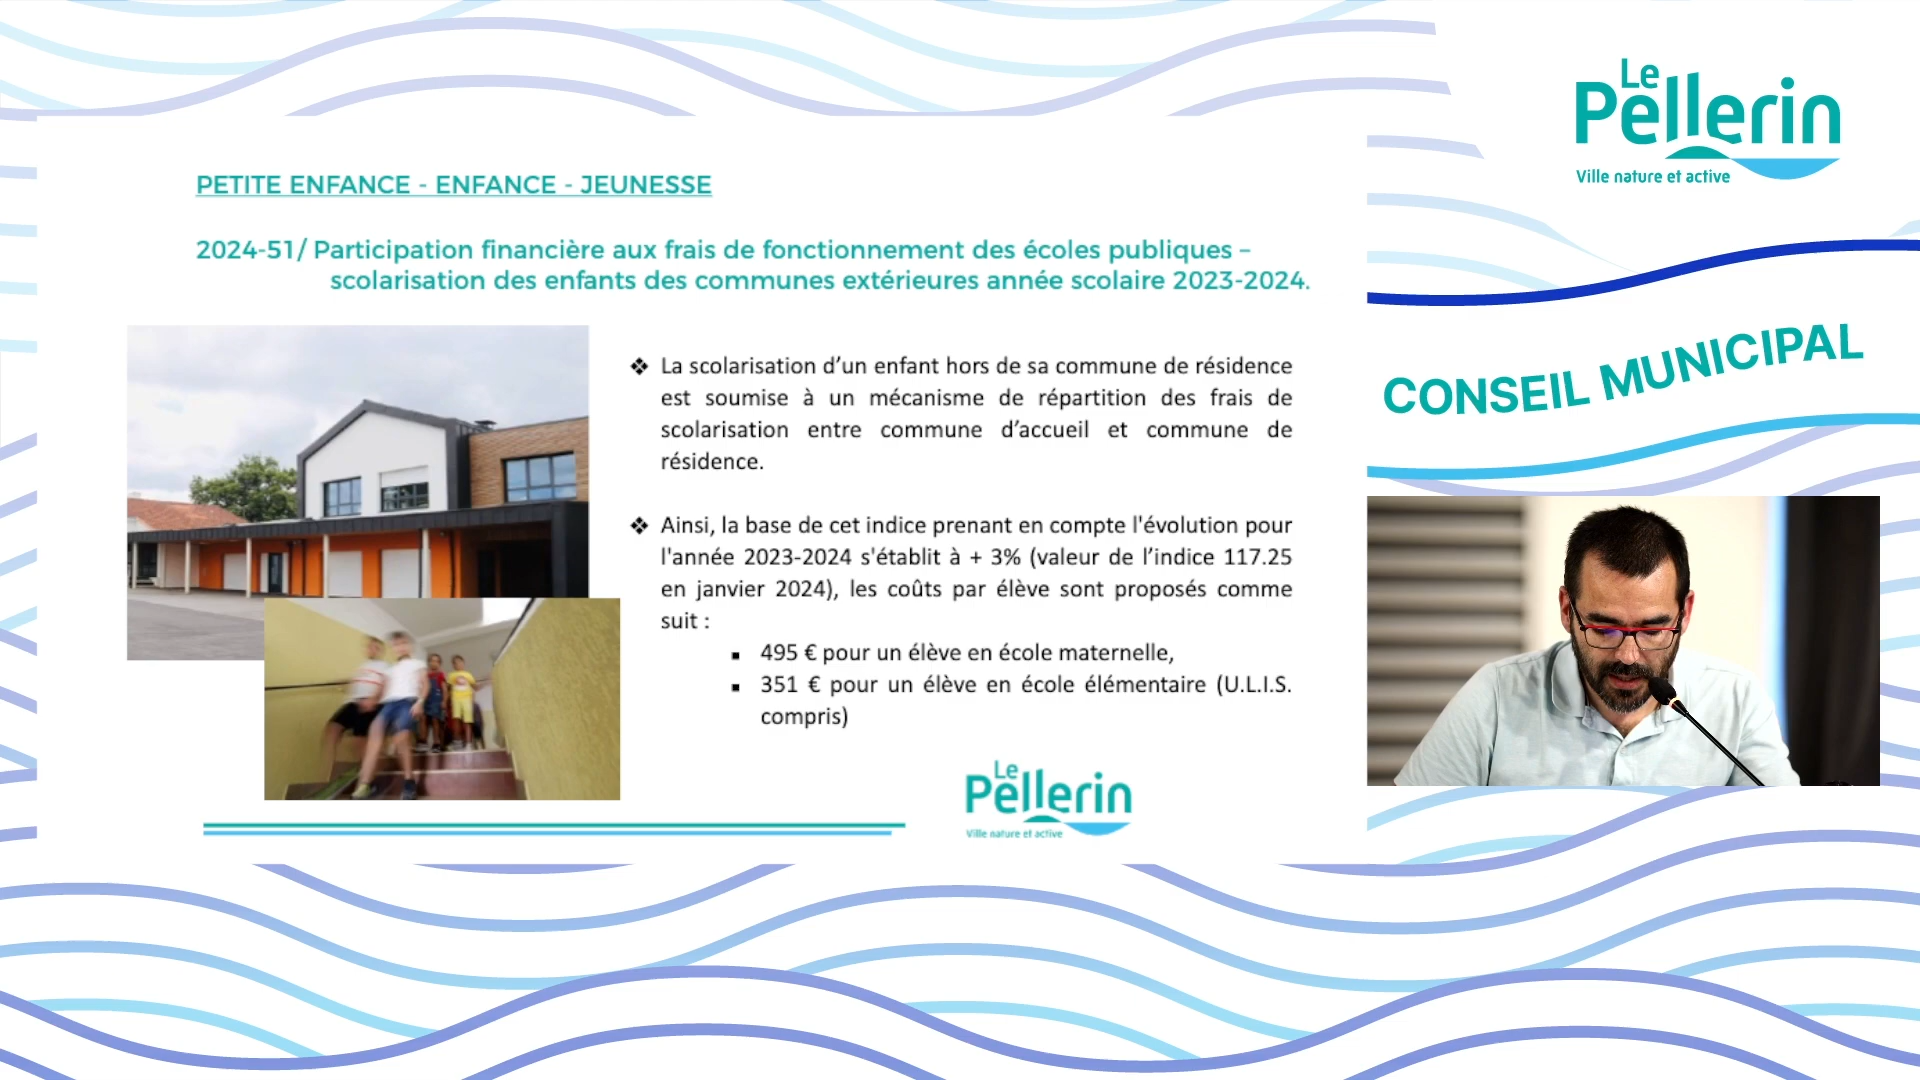 PETITE ENFANCE - ENFANCE - JEUNESSE
2024-51/ Participation financière aux frais de fonctionnement des écoles publiques –
scolarisation des enfants des communes extérieures année scolaire 2023-2024.
❖ La scolarisation d’un enfant hors de sa commune de résidence
est soumise à un mécanisme de répartition des frais de
scolarisation entre commune d’accueil et commune de
résidence.
❖ Ainsi, la base de cet indice prenant en compte l'évolution pour
l'année 2023-2024 s'établit à + 3% (valeur de l’indice 117.25
en janvier 2024), les coûts par élève sont proposés comme
suit :
▪ 495 € pour un élève en école maternelle,
▪ 351 € pour un élève en école élémentaire (U.L.I.S.
compris)
Le
Pellerin
Ville nature et active
Le
Pellerin
Ville nature et active
CONSEIL MUNICIPAL